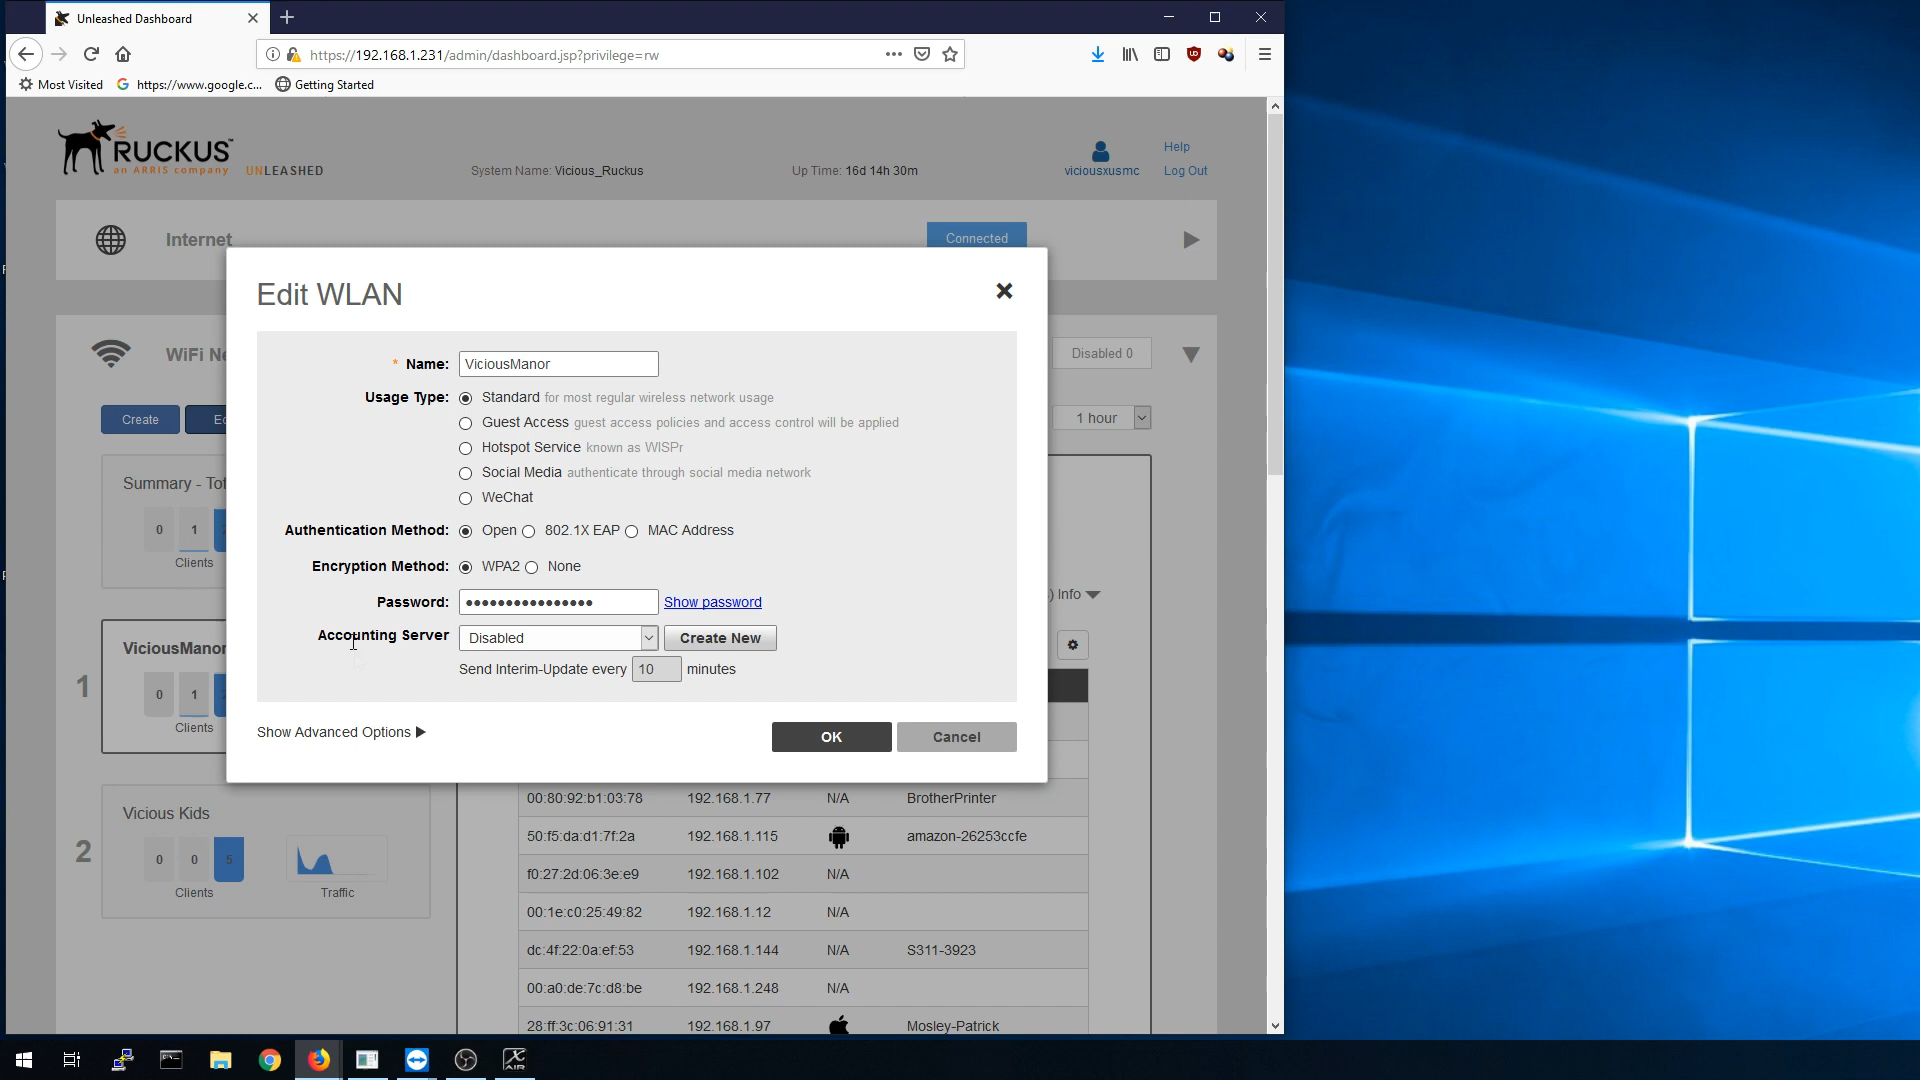 Unleashed Dashboard
https://192.168.1.231/admin/dashboard.jsp?privilege=rw
Most Visited
https://www.google.c...
Getting Started
RUCKUS™
an ARRIS company
UNLEASHED
System Name: Vicious_Ruckus
Up Time: 16d 14h 30m
viciousxusmc
Help
Log Out
Internet
Connected
WiFi Ne
Disabled 0
Create
1 hour
Edit WLAN
* Name: ViciousManor
Usage Type: Standard for most regular wireless network usage
Guest Access guest access policies and access control will be applied
Hotspot Service known as WISPr
Social Media authenticate through social media network
WeChat
Authentication Method: Open 802.1X EAP MAC Address
Encryption Method: WPA2 None
Password: •••••••••••••••• Show password
Accounting Server Disabled Create New
Send Interim-Update every 10 minutes
Show Advanced Options
OK
Cancel
Summary - Tot
0 1
Clients
) Info
1
ViciousManor
0 1
Clients
2
Vicious Kids
0 0 5
Clients
Traffic
00:80:92:b1:03:78 192.168.1.77 N/A BrotherPrinter
50:f5:da:d1:7f:2a 192.168.1.115 amazon-26253ccfe
f0:27:2d:06:3e:e9 192.168.1.102 N/A
00:1e:c0:25:49:82 192.168.1.12 N/A
dc:4f:22:0a:ef:53 192.168.1.144 N/A S311-3923
00:a0:de:7c:d8:be 192.168.1.248 N/A
28:ff:3c:06:91:31 192.168.1.97 Mosley-Patrick
AIR